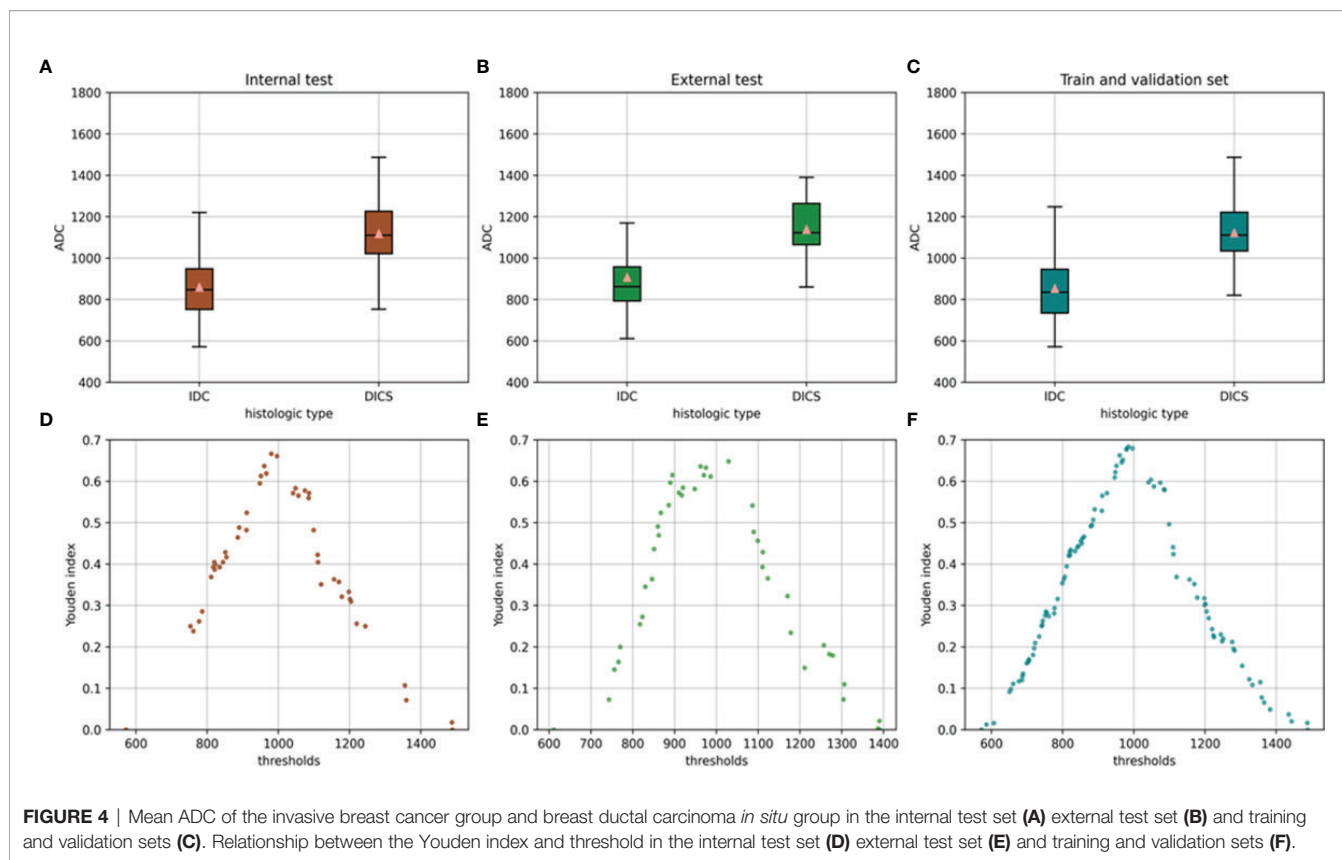 A
Internal test
1800
1600
1400
1200
1000
800
600
400
ADC
IDC DICS
histologic type
B
External test
1800
1600
1400
1200
1000
800
600
400
ADC
IDC DICS
histologic type
C
Train and validation set
1800
1600
1400
1200
1000
800
600
400
ADC
IDC DICS
histologic type
D
0.7
0.6
0.5
0.4
0.3
0.2
0.1
0.0
Youden index
600 800 1000 1200 1400
thresholds
E
0.7
0.6
0.5
0.4
0.3
0.2
0.1
0.0
Youden index
600 700 800 900 1000 1100 1200 1300 1400
thresholds
F
0.7
0.6
0.5
0.4
0.3
0.2
0.1
0.0
Youden index
600 800 1000 1200 1400
thresholds
FIGURE 4 | Mean ADC of the invasive breast cancer group and breast ductal carcinoma in situ group in the internal test set (A) external test set (B) and training
and validation sets (C). Relationship between the Youden index and threshold in the internal test set (D) external test set (E) and training and validation sets (F).